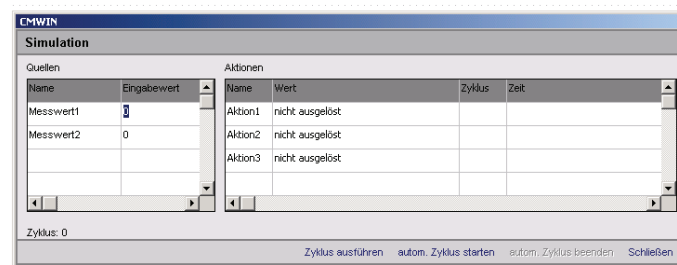 CMWIN
Simulation
Quellen Aktionen
Name Eingabewert Name Wert Zyklus Zeit
Messwert1 0 Aktion1 nicht ausgelöst
Messwert2 0 Aktion2 nicht ausgelöst
Aktion3 nicht ausgelöst
Zyklus: 0
Zyklus ausführen autom. Zyklus starten autom. Zyklus beenden Schließen